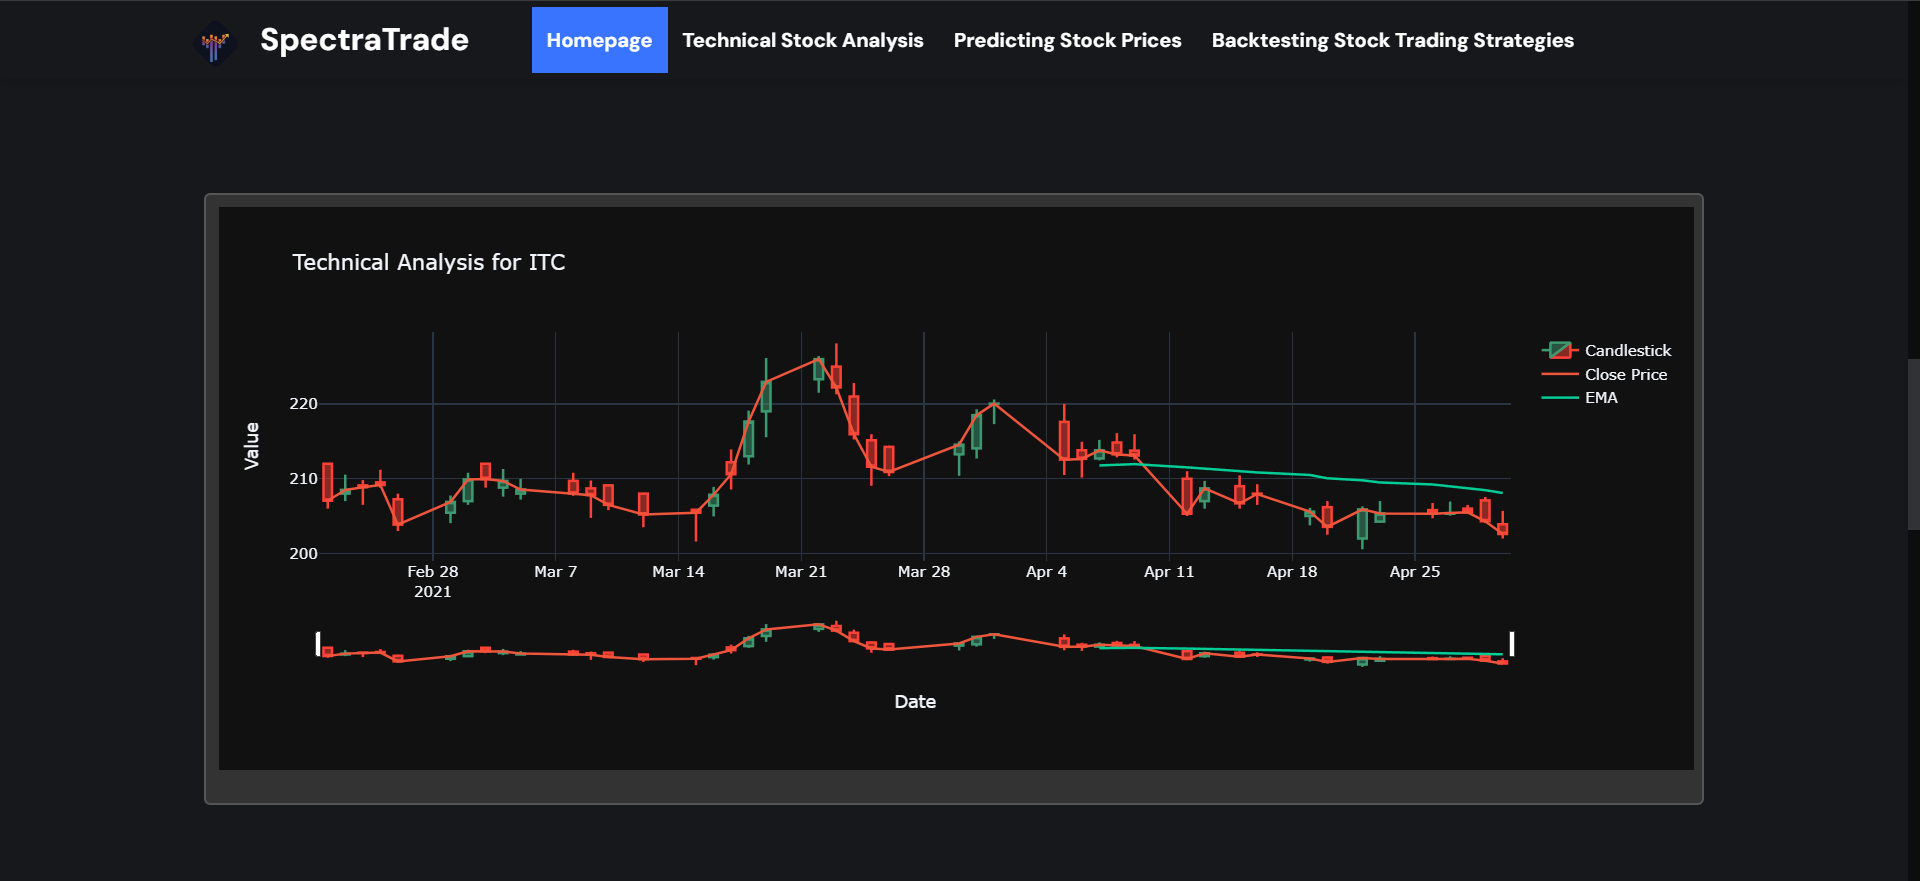 SpectraTrade
Homepage
Technical Stock Analysis
Predicting Stock Prices
Backtesting Stock Trading Strategies
Technical Analysis for ITC
Candlestick
Close Price
EMA
Value
220
210
200
Feb 28
2021
Mar 7
Mar 14
Mar 21
Mar 28
Apr 4
Apr 11
Apr 18
Apr 25
Date